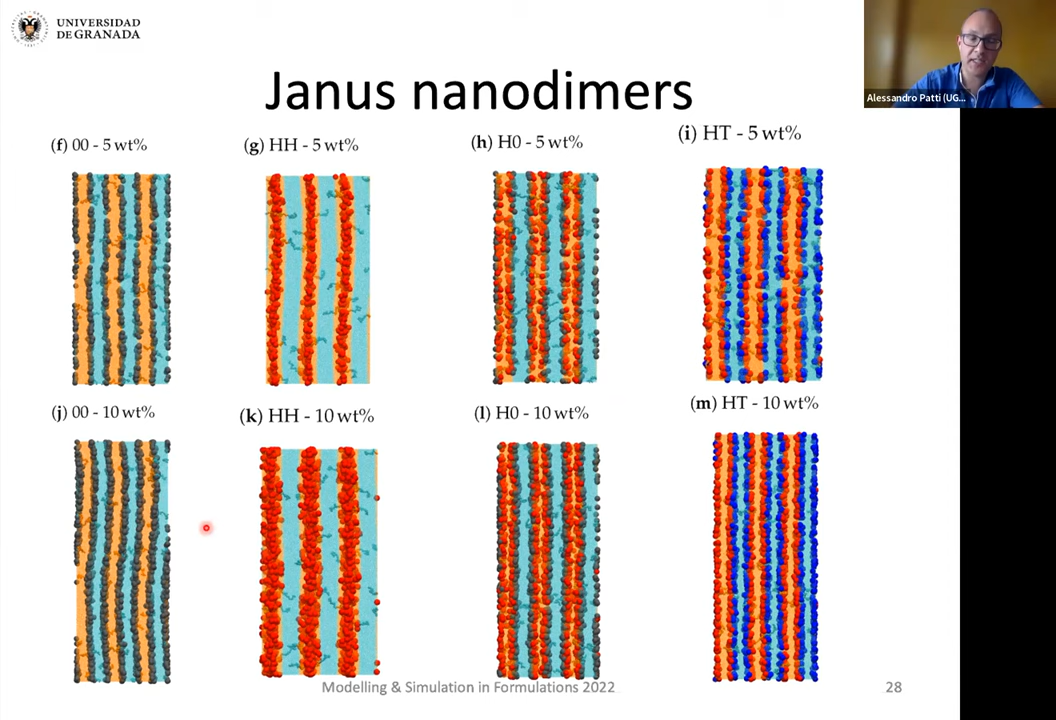 UNIVERSIDAD
DE GRANADA
Alessandro Patti (UG...
Janus nanodimers
(f) 00 - 5 wt%
(g) HH - 5 wt%
(h) H0 - 5 wt%
(i) HT - 5 wt%
(j) 00 - 10 wt%
(k) HH - 10 wt%
(l) H0 - 10 wt%
(m) HT - 10 wt%
Modelling & Simulation in Formulations 2022
28